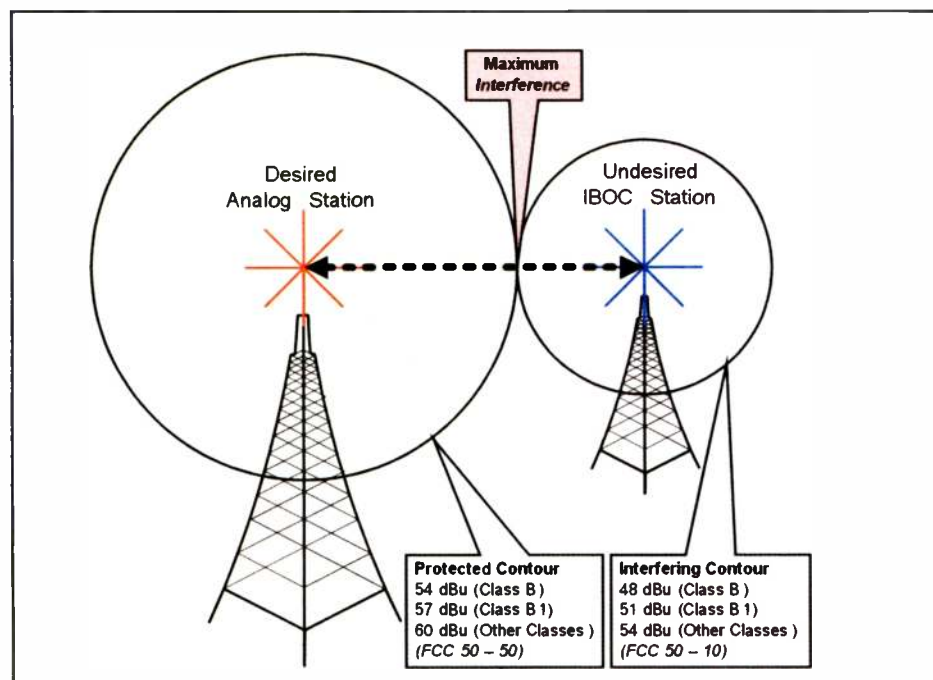 Maximum
Interference
Desired
Analog Station
Undesired
IBOC Station
Protected Contour
54 dBu (Class B )
57 dBu (Class B 1)
60 dBu (Other Classes )
(FCC 50 – 50)
Interfering Contour
48 dBu (Class B )
51 dBu (Class B 1)
54 dBu (Other Classes )
(FCC 50 – 10)